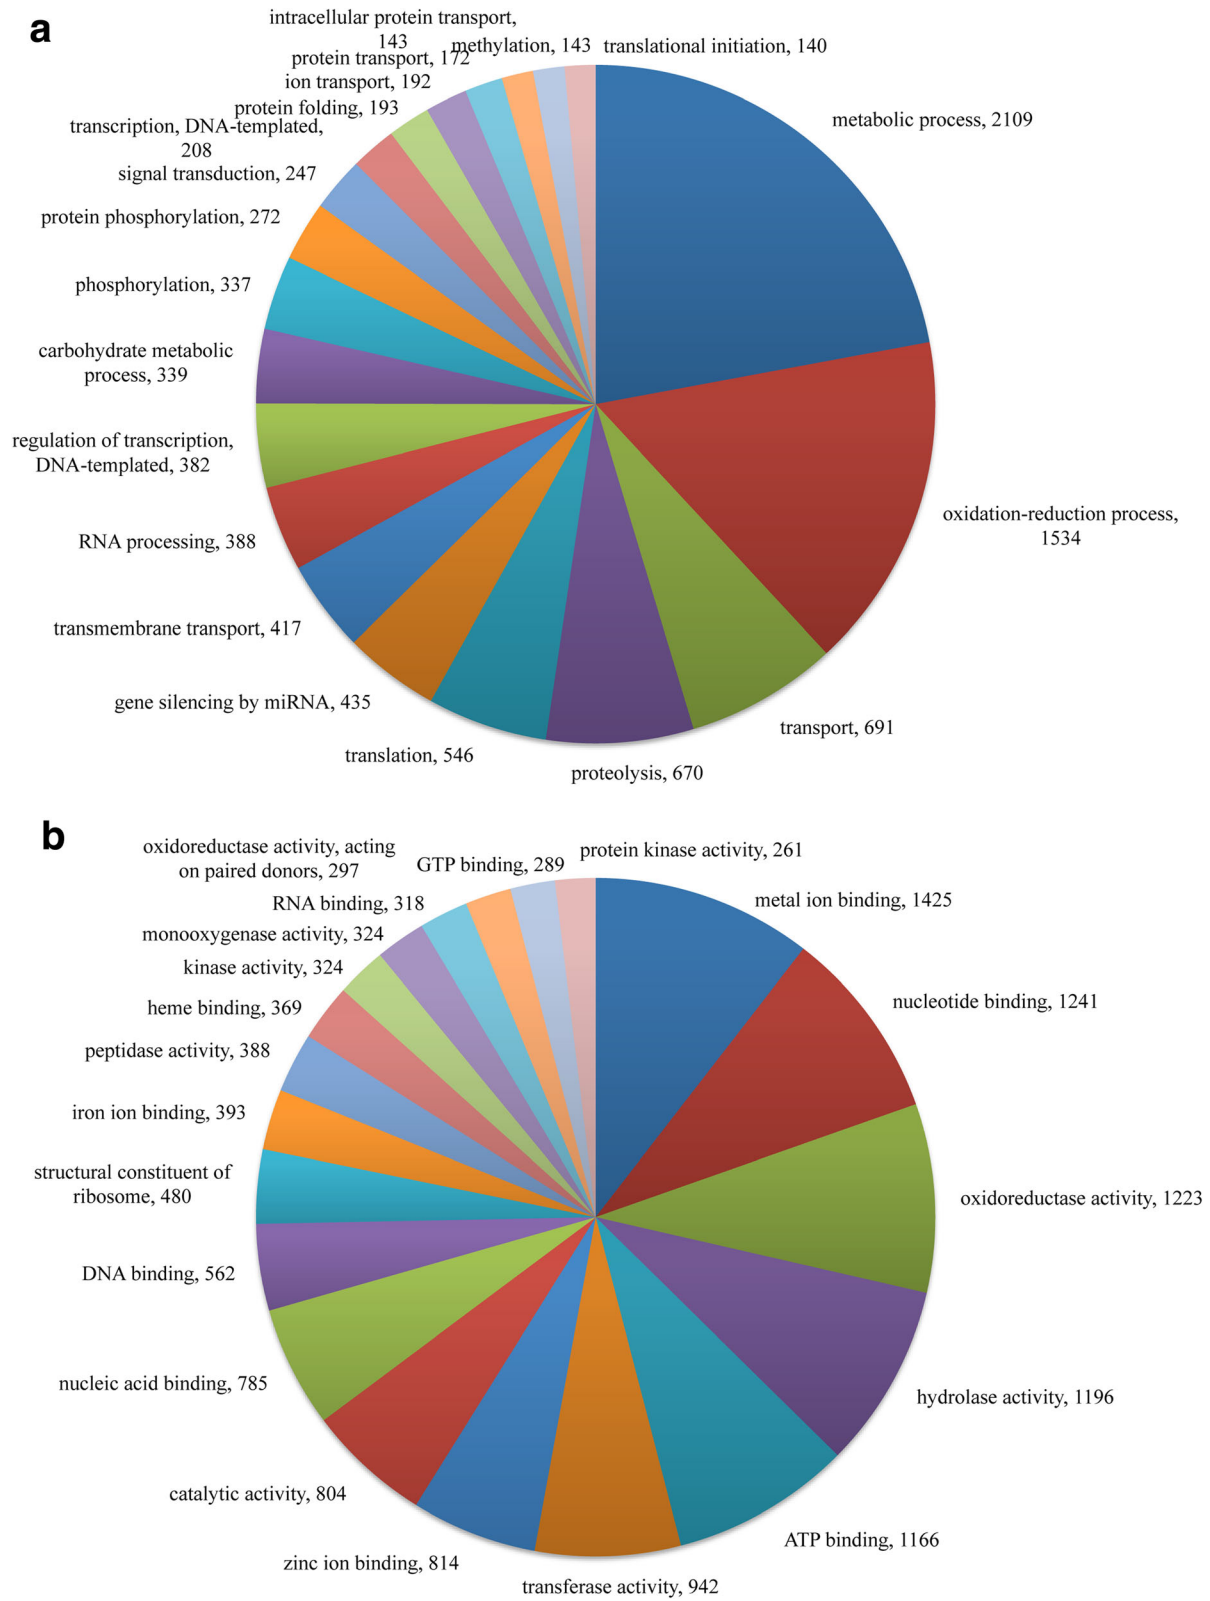 a
intracellular protein transport,
143
methylation, 143
translational initiation, 140
protein transport, 172
ion transport, 192
protein folding, 193
transcription, DNA-templated,
208
signal transduction, 247
protein phosphorylation, 272
phosphorylation, 337
carbohydrate metabolic
process, 339
regulation of transcription,
DNA-templated, 382
RNA processing, 388
transmembrane transport, 417
gene silencing by miRNA, 435
translation, 546
proteolysis, 670
transport, 691
oxidation-reduction process,
1534
metabolic process, 2109
b
oxidoreductase activity, acting
on paired donors, 297
GTP binding, 289
protein kinase activity, 261
RNA binding, 318
monooxygenase activity, 324
kinase activity, 324
heme binding, 369
peptidase activity, 388
iron ion binding, 393
structural constituent of
ribosome, 480
DNA binding, 562
nucleic acid binding, 785
catalytic activity, 804
zinc ion binding, 814
transferase activity, 942
ATP binding, 1166
hydrolase activity, 1196
oxidoreductase activity, 1223
nucleotide binding, 1241
metal ion binding, 1425